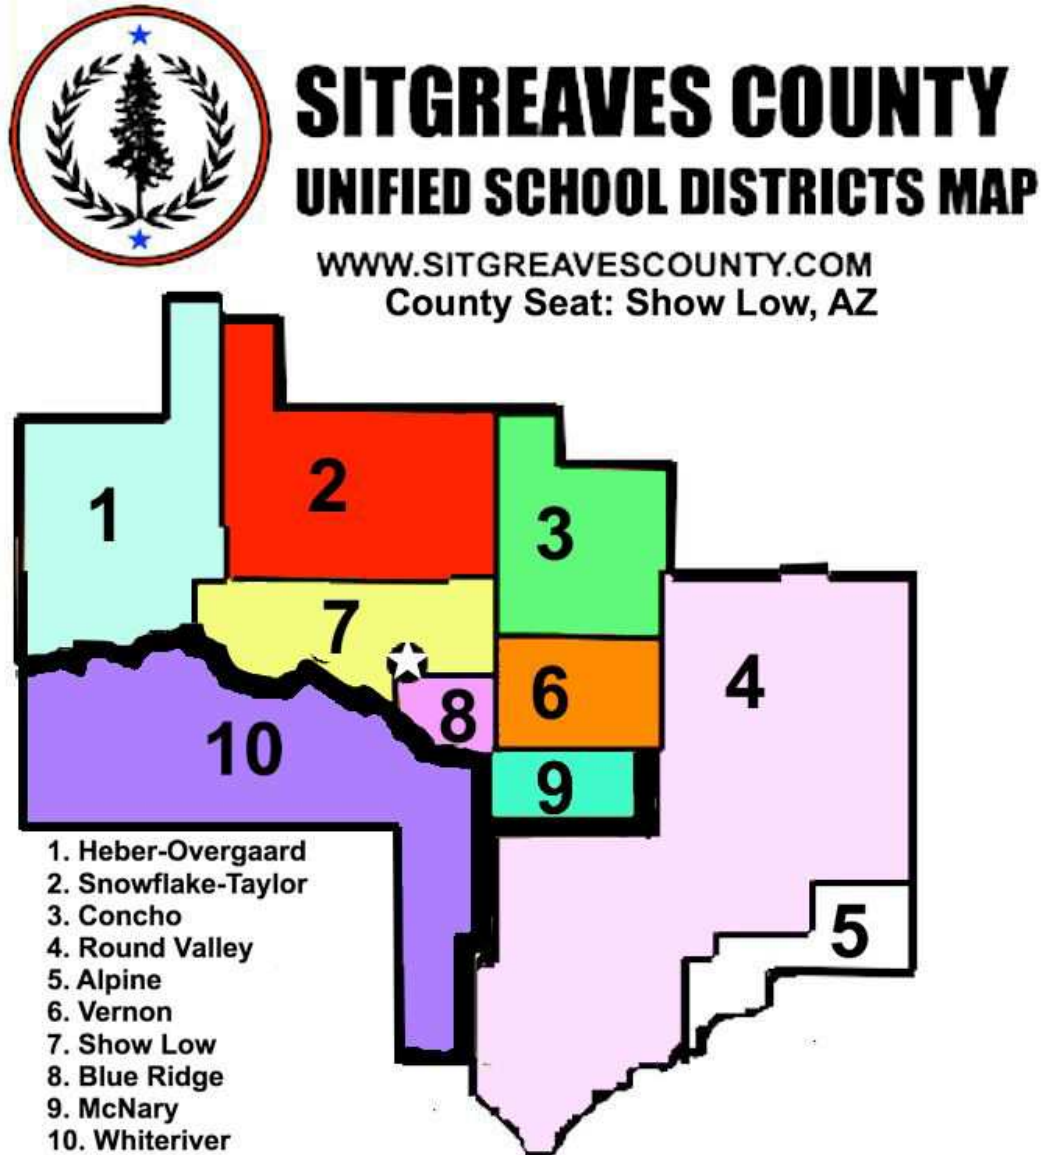 SITGREAVES COUNTY
UNIFIED SCHOOL DISTRICTS MAP
WWW.SITGREAVESCOUNTY.COM
County Seat: Show Low, AZ
1
2
3
4
5
6
7
8
9
10
1. Heber-Overgaard
2. Snowflake-Taylor
3. Concho
4. Round Valley
5. Alpine
6. Vernon
7. Show Low
8. Blue Ridge
9. McNary
10. Whiteriver